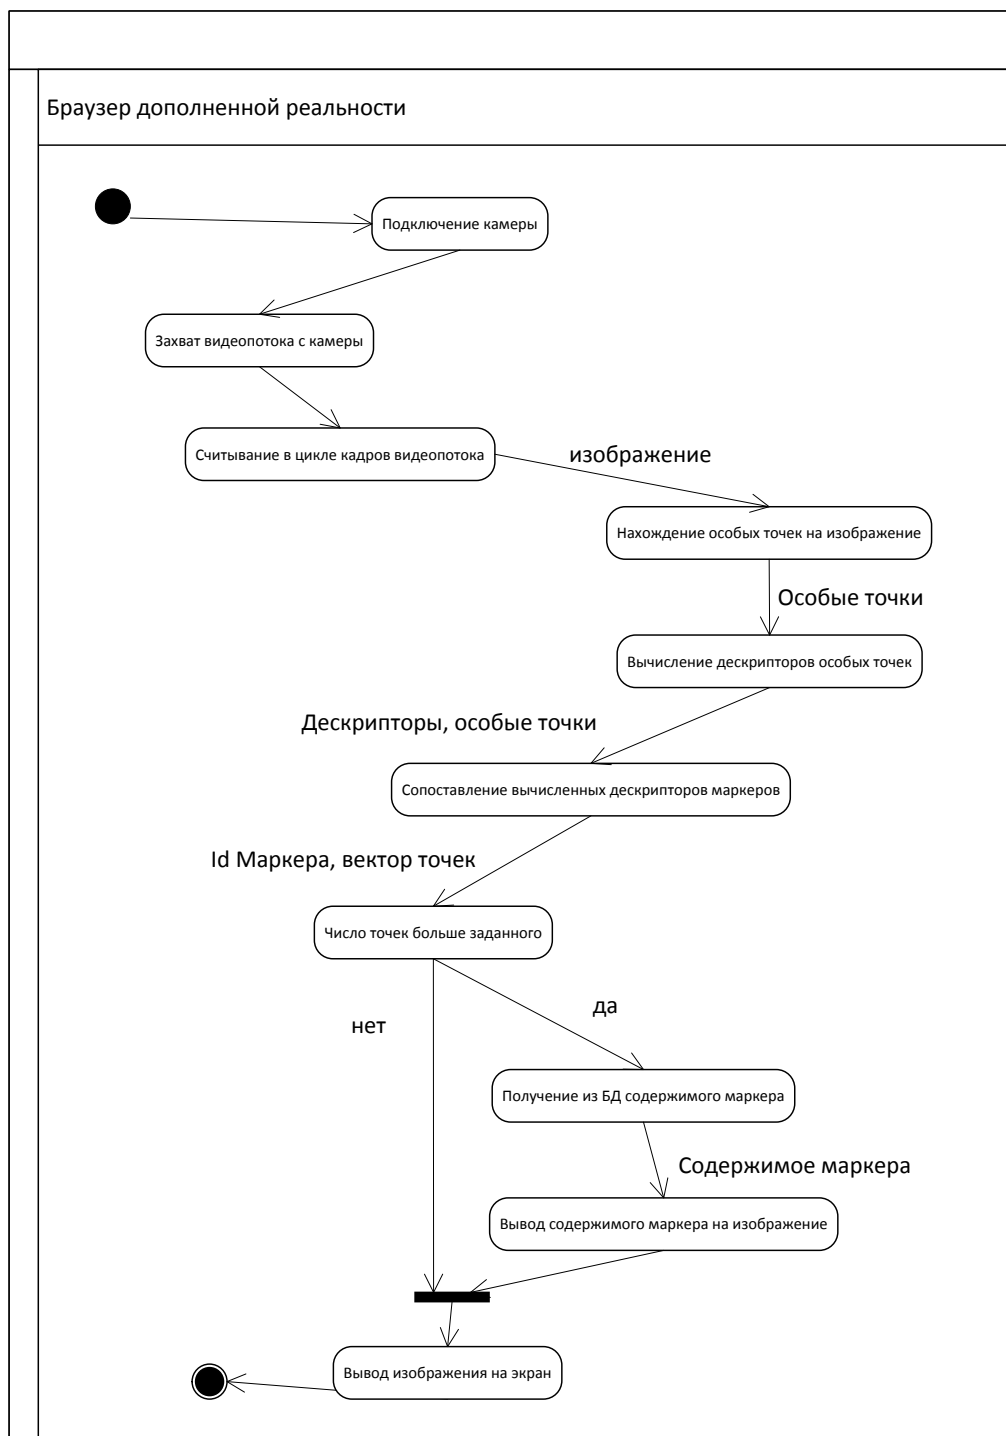 Браузер дополненной реальности
Подключение камеры
Захват видеопотока с камеры
Считывание в цикле кадров видеопотока
изображение
Нахождение особых точек на изображение
Особые точки
Вычисление дескрипторов особых точек
Дескрипторы, особые точки
Сопоставление вычисленных дескрипторов маркеров
Id Маркера, вектор точек
Число точек больше заданного
да
нет
Получение из БД содержимого маркера
Содержимое маркера
Вывод содержимого маркера на изображение
Вывод изображения на экран